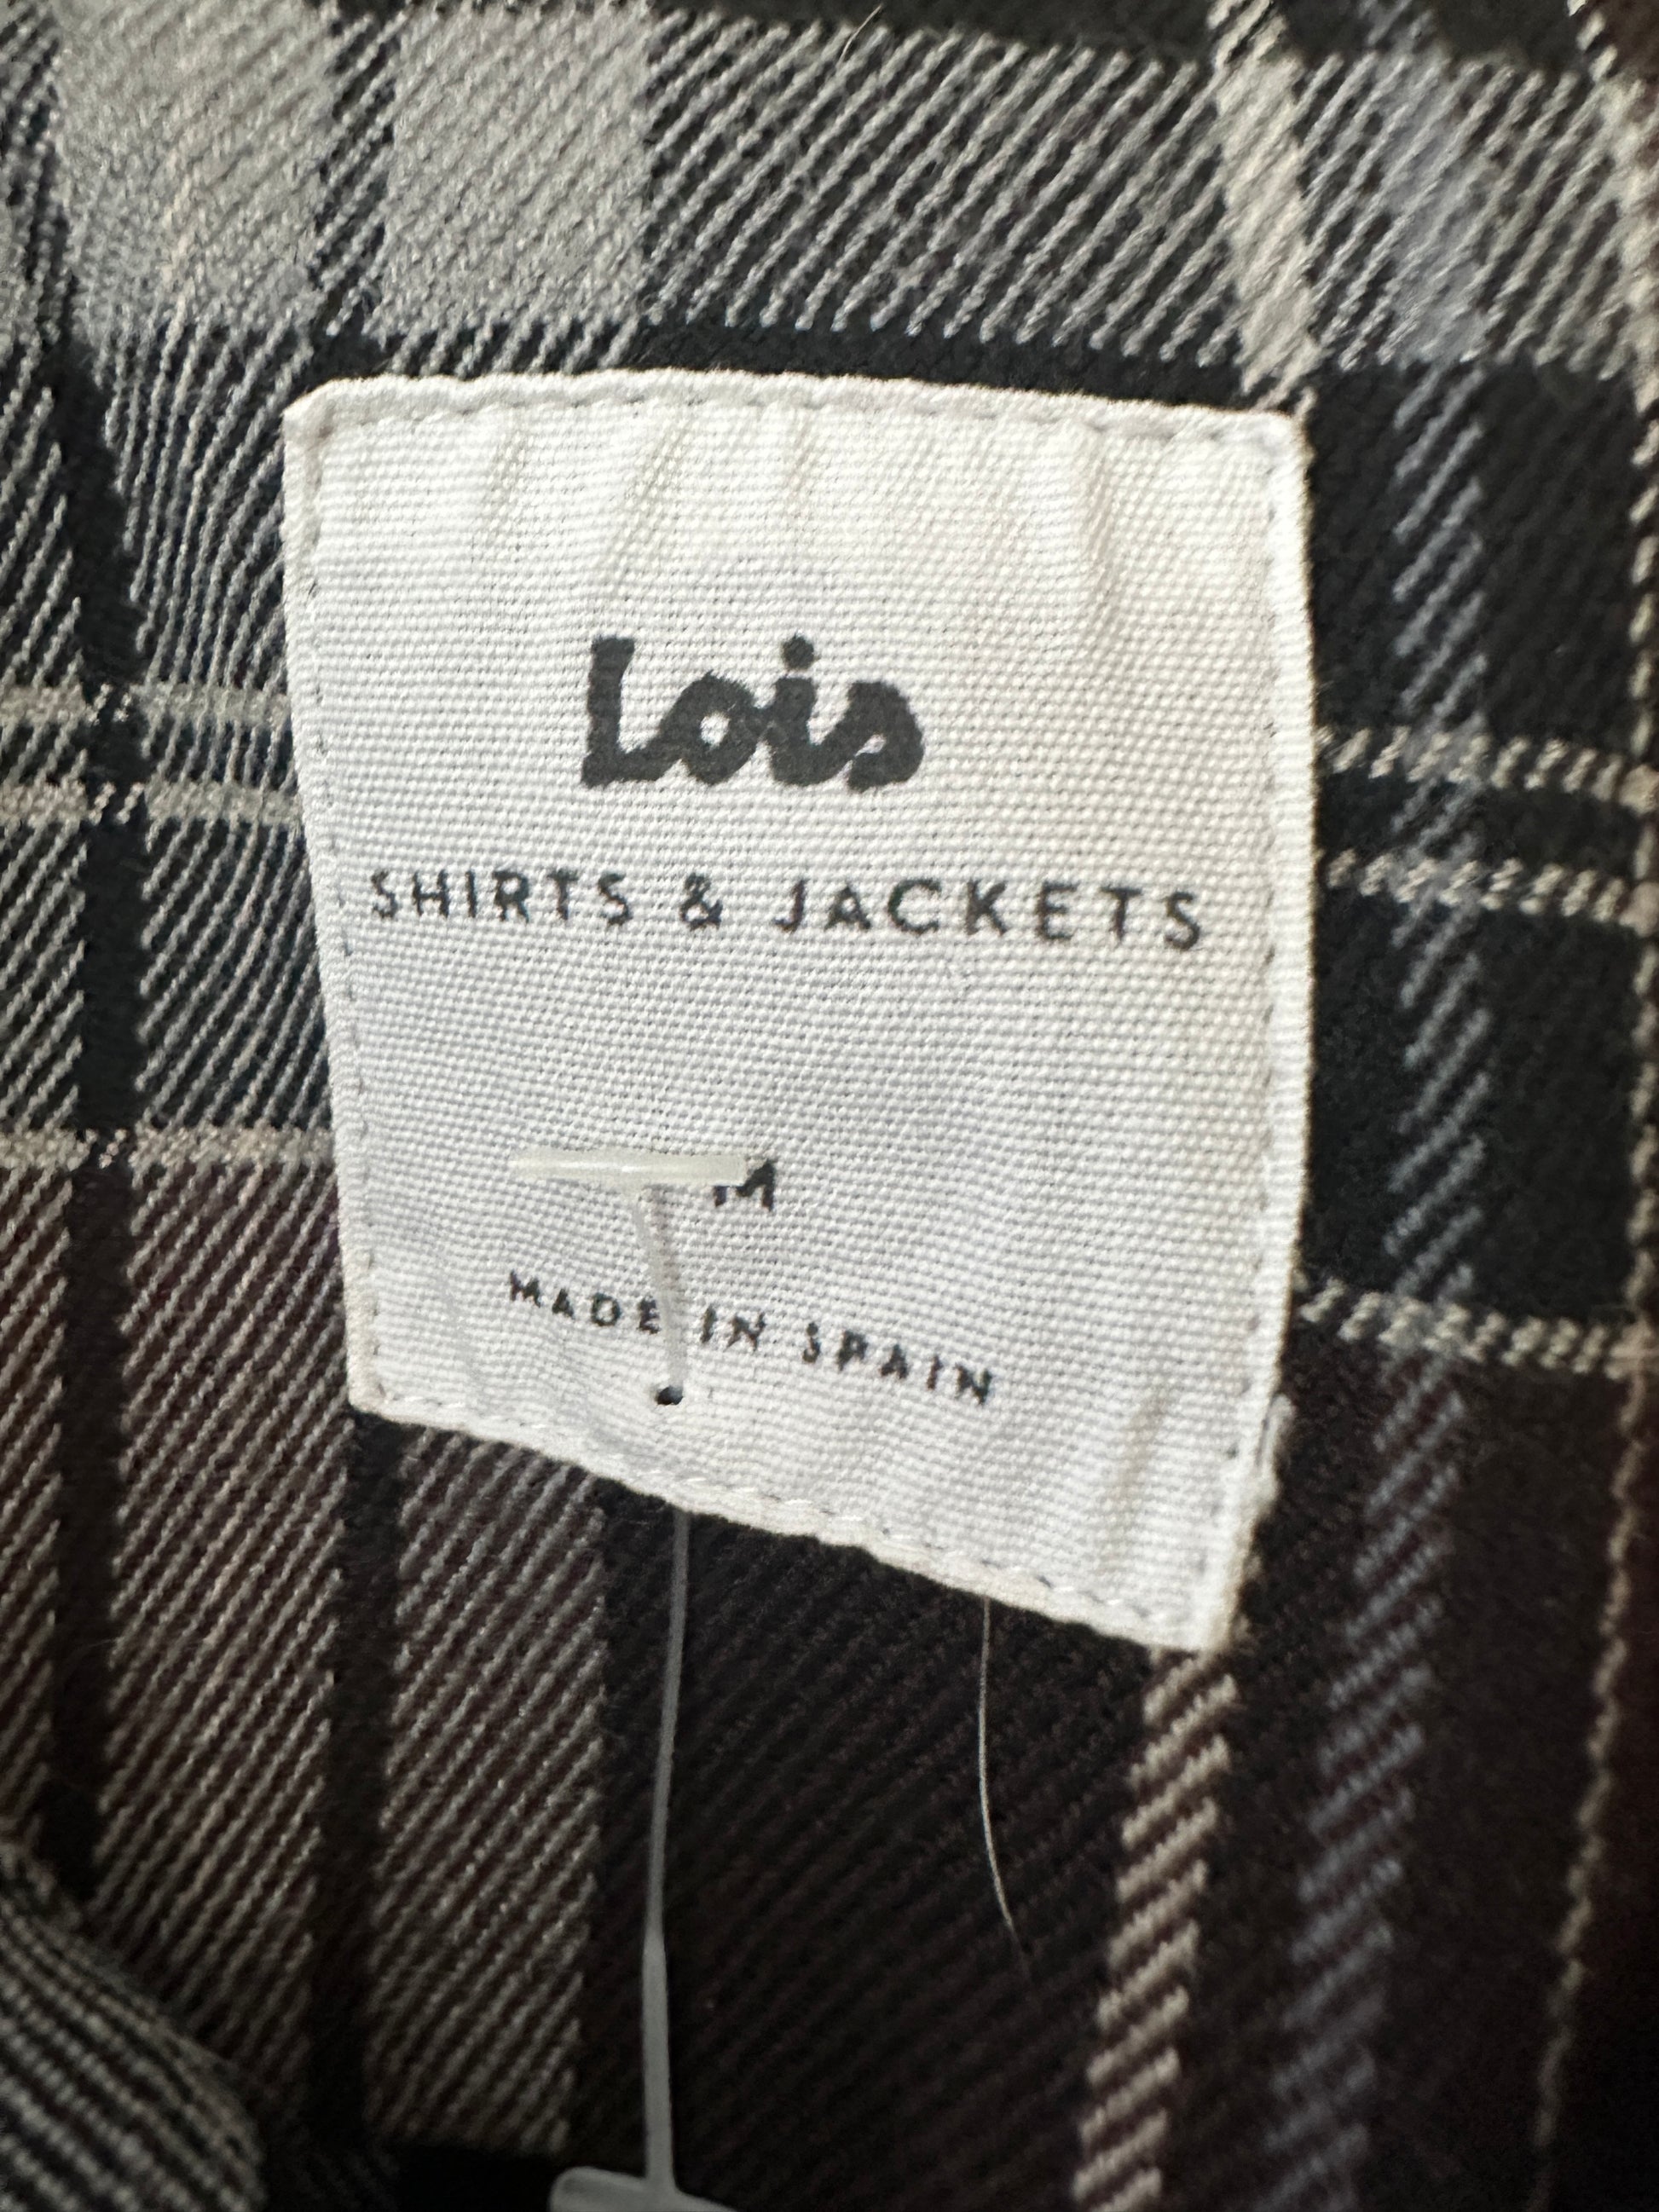 Lois
SHIRTS & JACKETS
M
MADE IN SPAIN